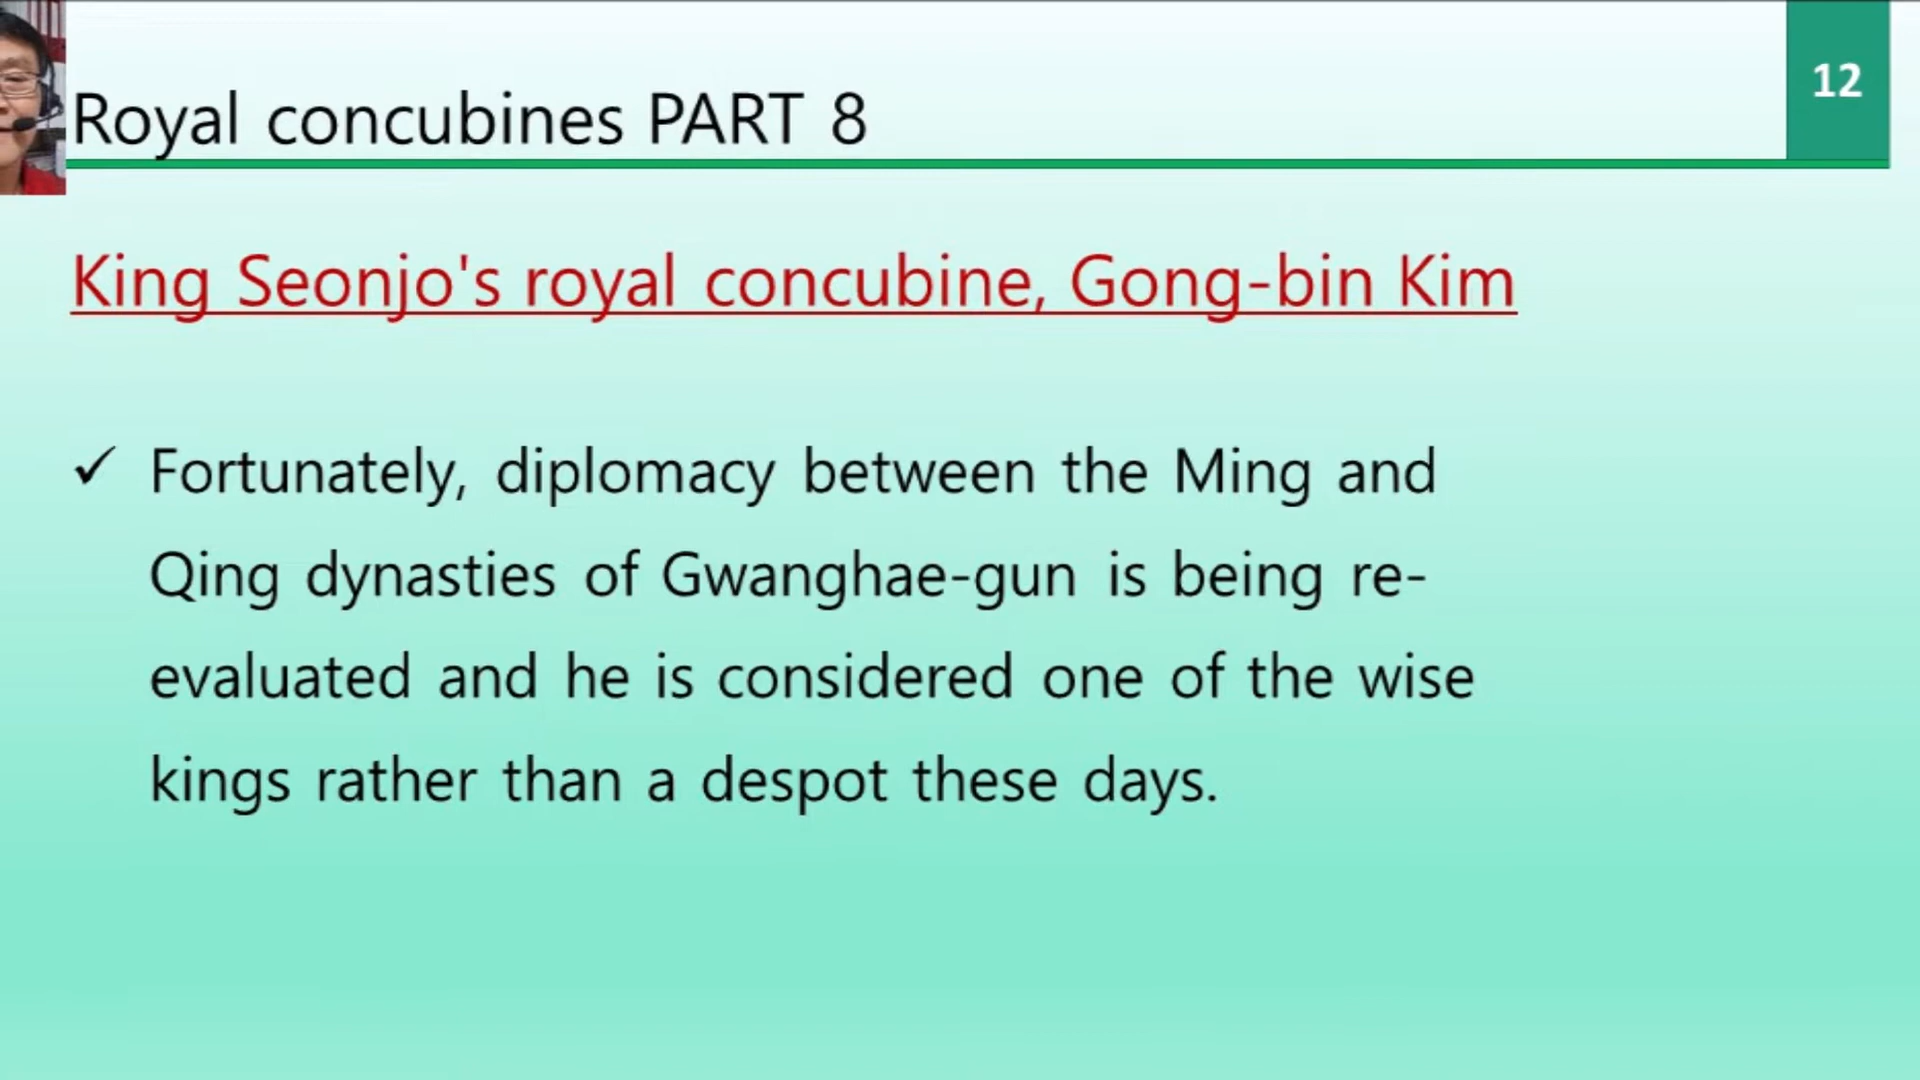 12
Royal concubines PART 8
King Seonjo's royal concubine, Gong-bin Kim
✓ Fortunately, diplomacy between the Ming and
Qing dynasties of Gwanghae-gun is being re-
evaluated and he is considered one of the wise
kings rather than a despot these days.